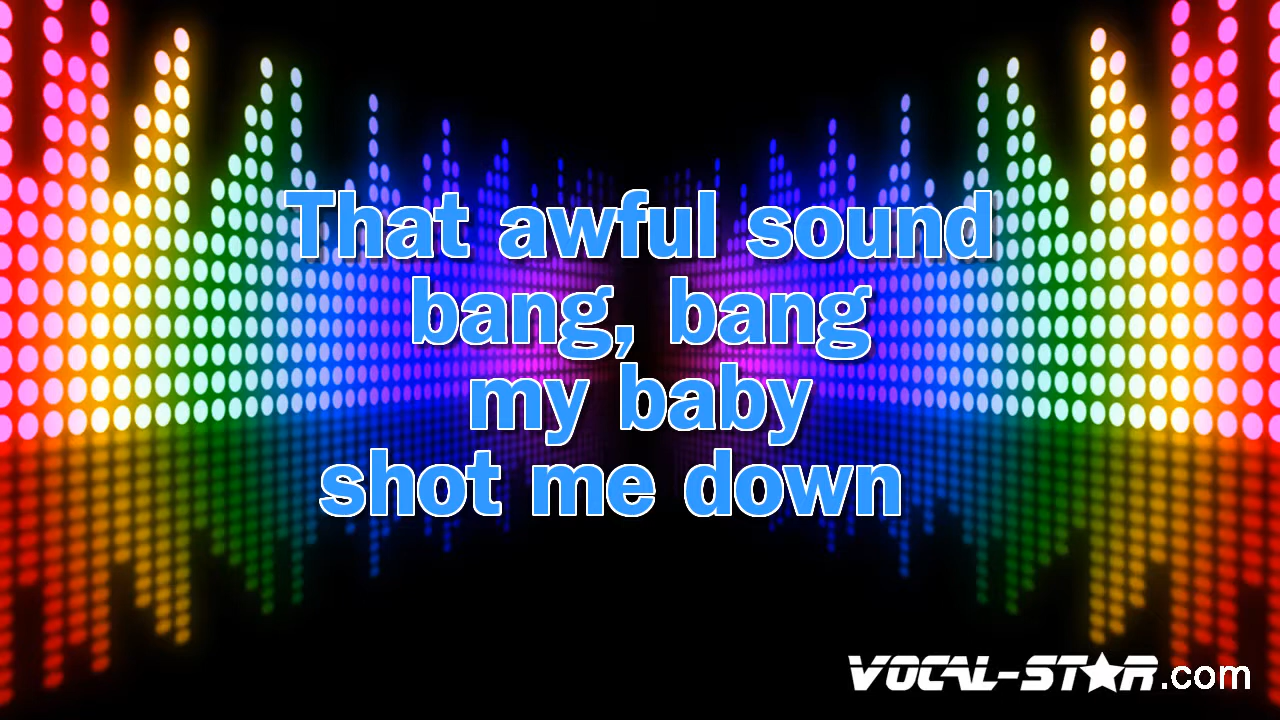 That awful sound
bang, bang
my baby
shot me down
VOCAL-STAR.com